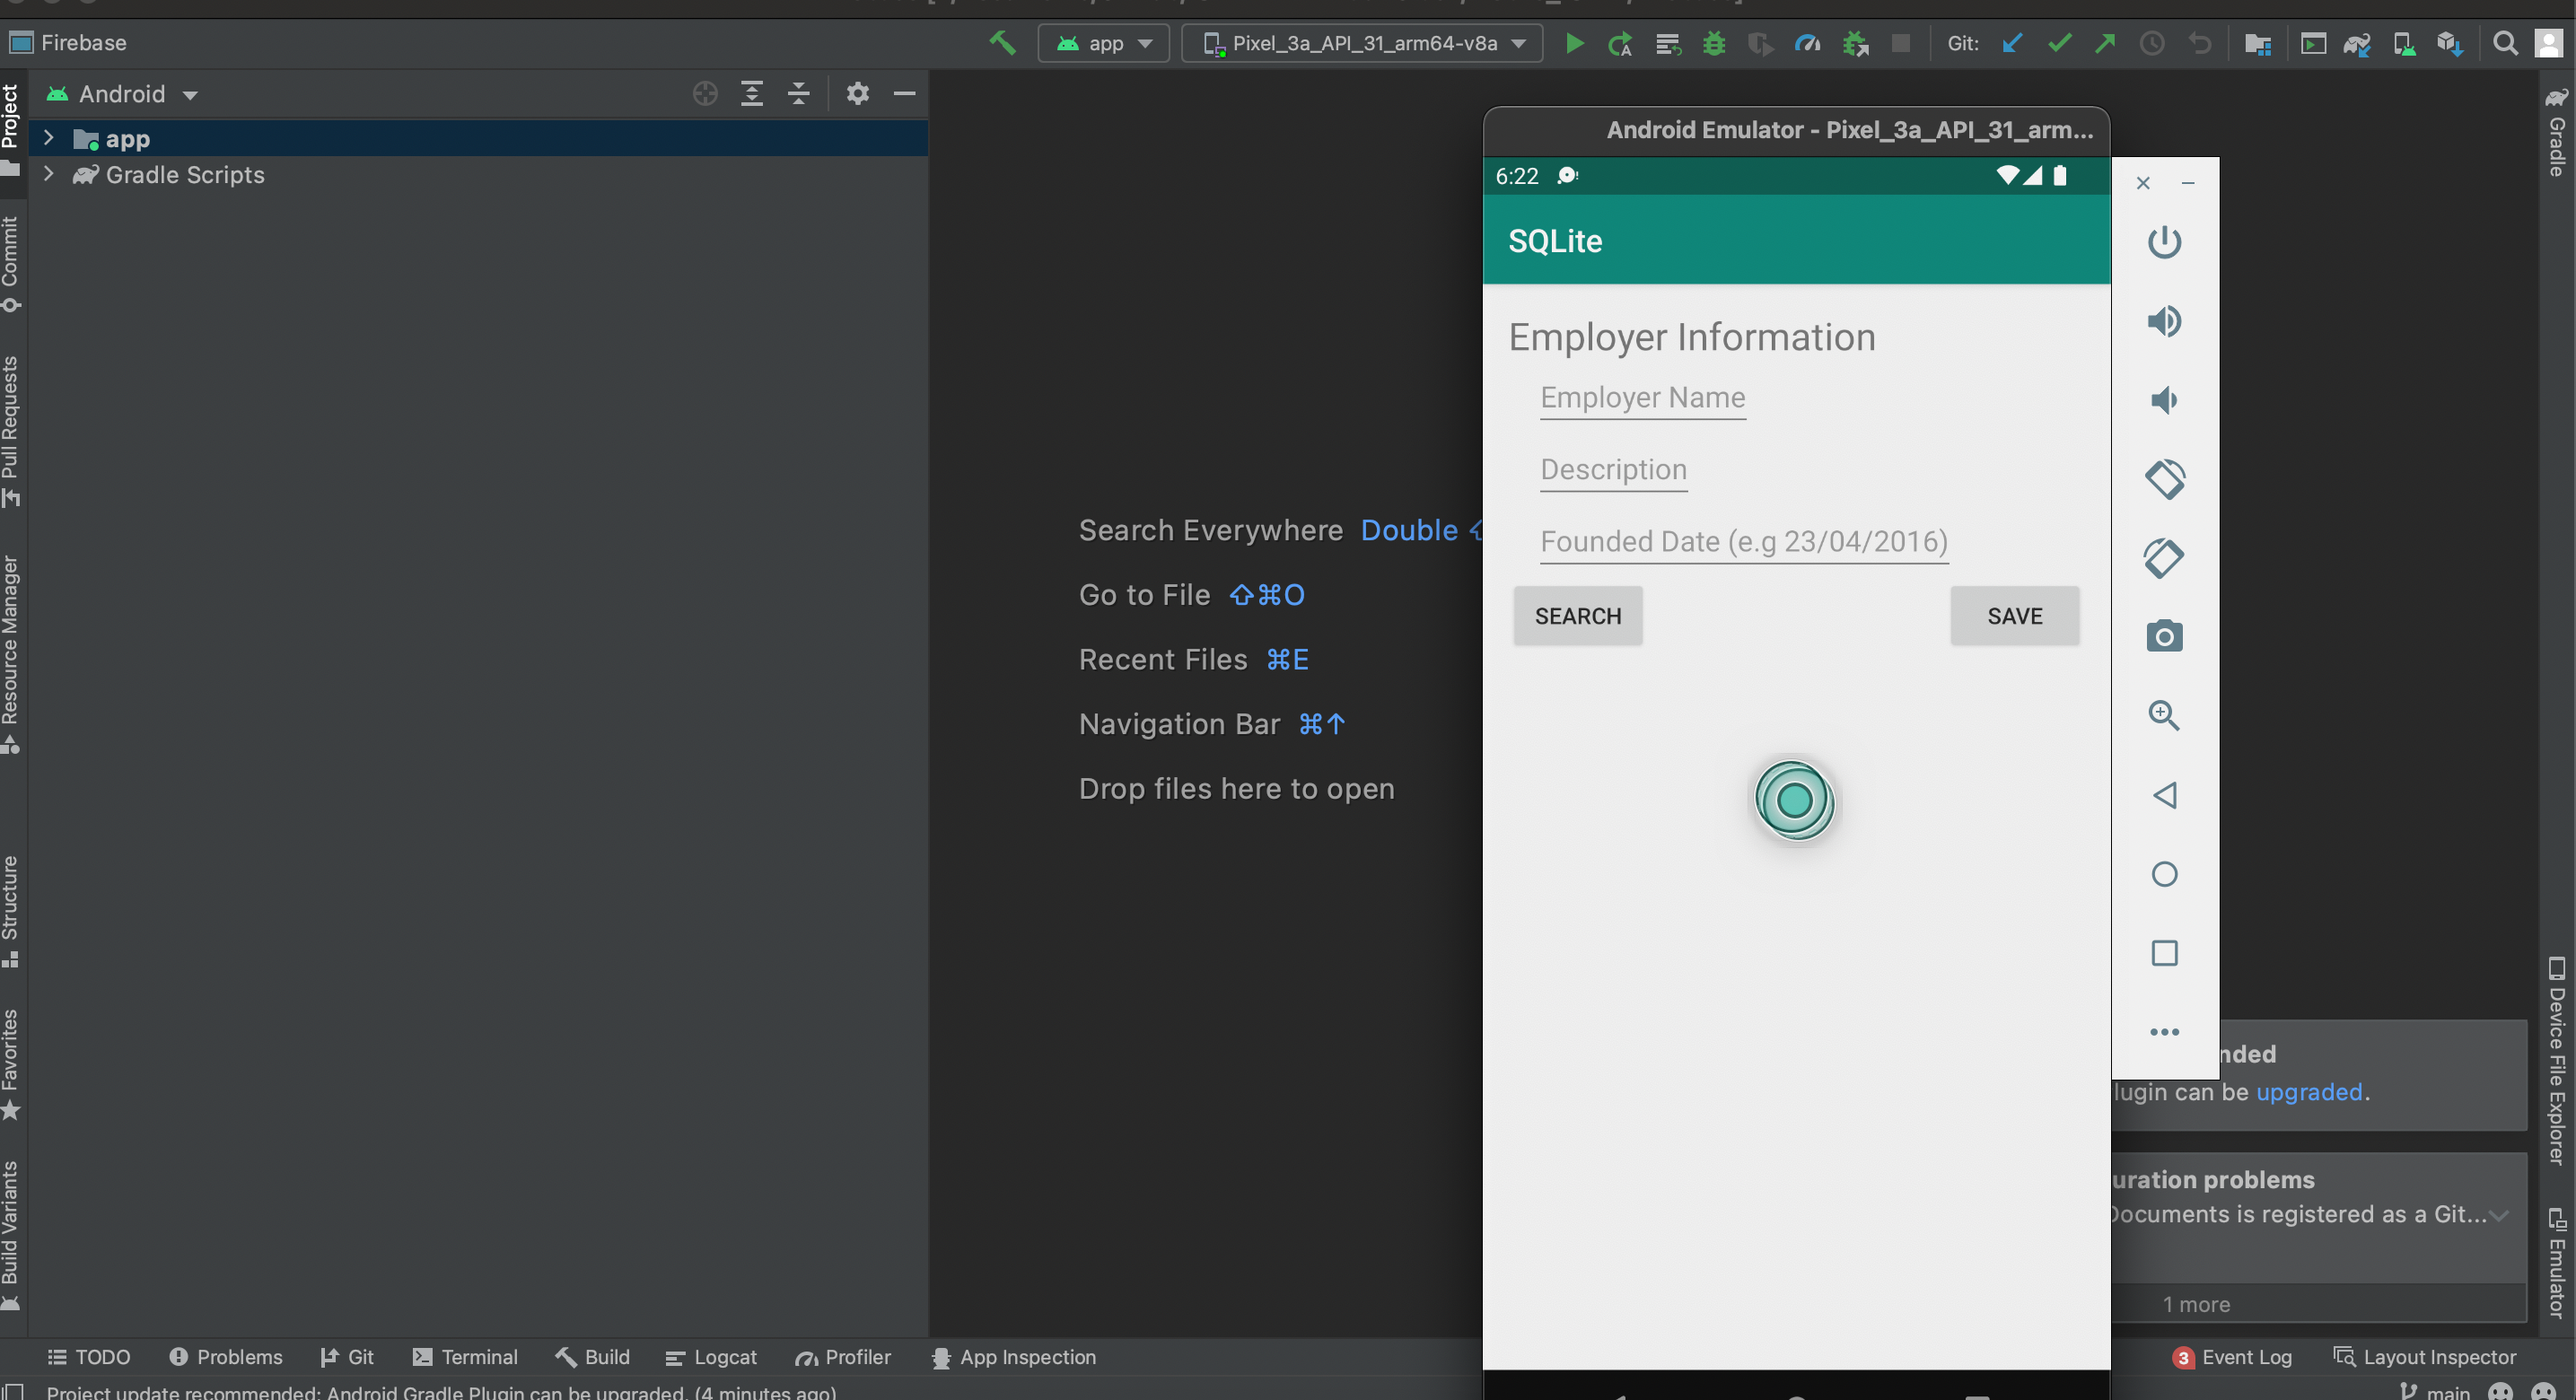 Firebase
app
Pixel_3a_API_31_arm64-v8a
Git:
Android
app
Gradle Scripts
Project
Commit
Pull Requests
Resource Manager
Structure
Favorites
Build Variants
Search Everywhere Double
Go to File ⇧⌘O
Recent Files ⌘E
Navigation Bar ⌘↑
Drop files here to open
Android Emulator - Pixel_3a_API_31_arm...
6:22
SQLite
Employer Information
Employer Name
Description
Founded Date (e.g 23/04/2016)
SEARCH
SAVE
nded
lugin can be upgraded.
uration problems
Documents is registered as a Git...
1 more
Gradle
Device File Explorer
Emulator
TODO
Problems
Git
Terminal
Build
Logcat
Profiler
App Inspection
3 Event Log
Layout Inspector
Project update recommended: Android Gradle Plugin can be upgraded. (4 minutes ago)
main